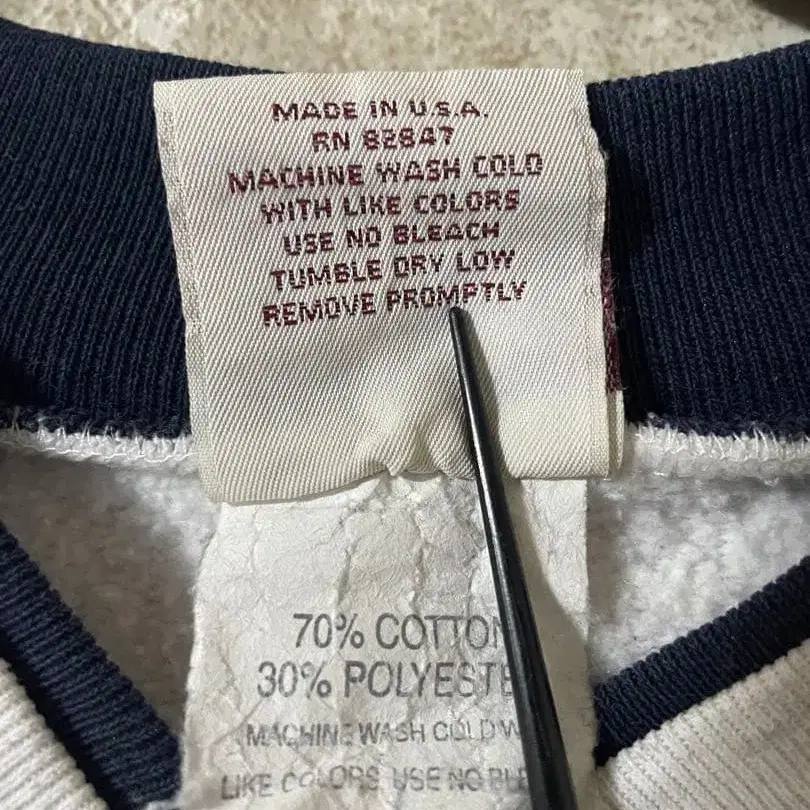 MADE IN U.S.A.
RN 82847
MACHINE WASH COLD
WITH LIKE COLORS
USE NO BLEACH
TUMBLE DRY LOW
REMOVE PROMPTLY
70% COTTON
30% POLYESTE
MACHINE WASH COLD W
LIKE COLORS USE NO BLE